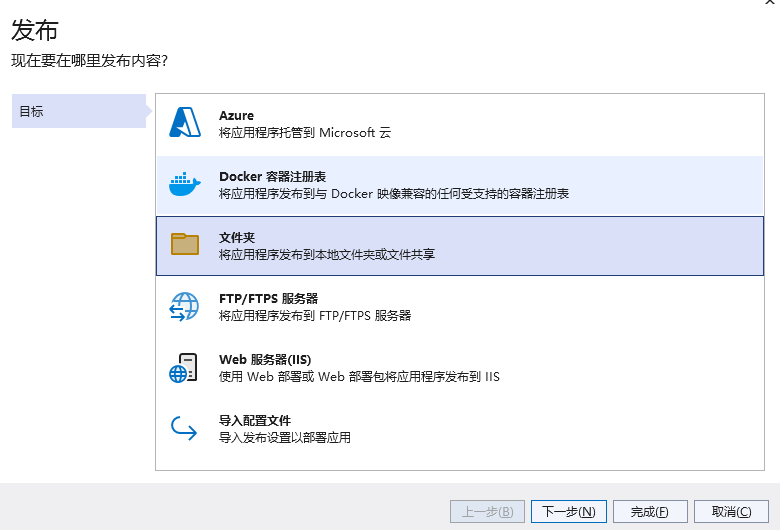 发布
现在要在哪里发布内容?
目标
Azure
将应用程序托管到 Microsoft 云
Docker 容器注册表
将应用程序发布到与 Docker 映像兼容的任何受支持的容器注册表
文件夹
将应用程序发布到本地文件夹或文件共享
FTP/FTPS 服务器
将应用程序发布到 FTP/FTPS 服务器
Web 服务器(IIS)
使用 Web 部署或 Web 部署包将应用程序发布到 IIS
导入配置文件
导入发布设置以部署应用
上一步(B) 下一步(N) 完成(F) 取消(C)